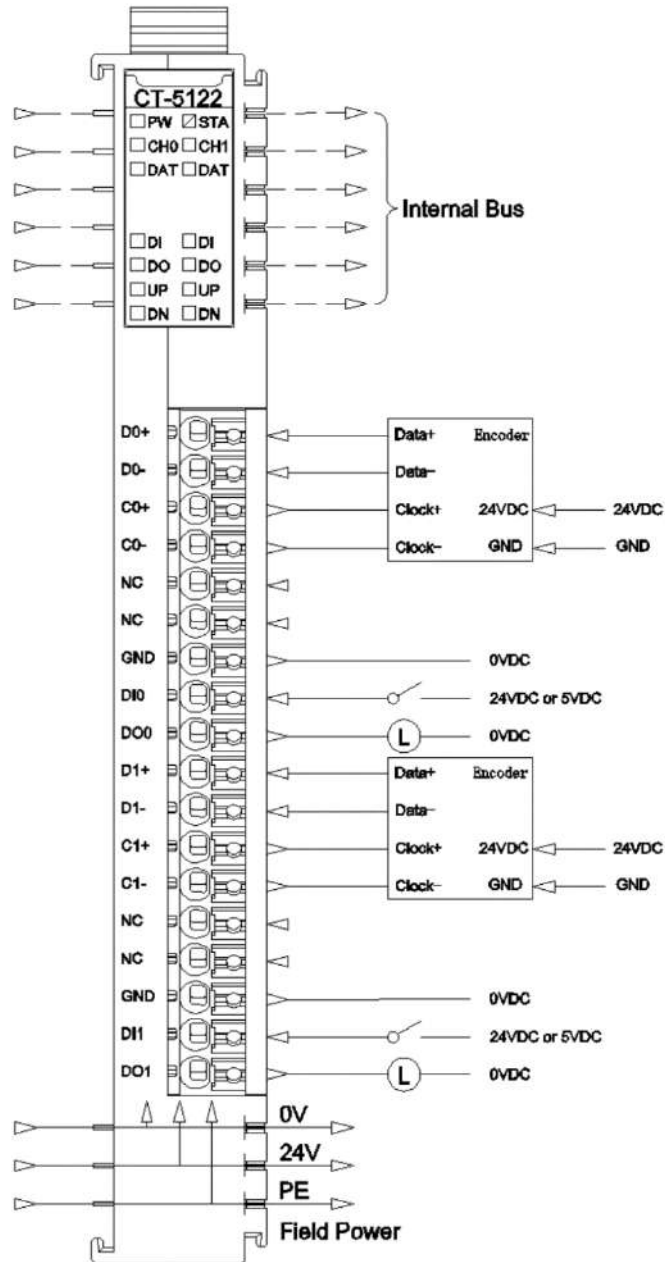 CT-5122
PW STA
CH0 CH1
DAT DAT
Internal Bus
DI DI
DO DO
UP UP
DN DN
D0+ Data+ Encoder
D0- Data-
C0+ Clock+ 24VDC 24VDC
C0- Clock- GND GND
NC
NC
GND 0VDC
DI0 24VDC or 5VDC
DO0 L 0VDC
D1+ Data+ Encoder
D1- Data-
C1+ Clock+ 24VDC 24VDC
C1- Clock- GND GND
NC
NC
GND 0VDC
DI1 24VDC or 5VDC
DO1 L 0VDC
0V
24V
PE
Field Power